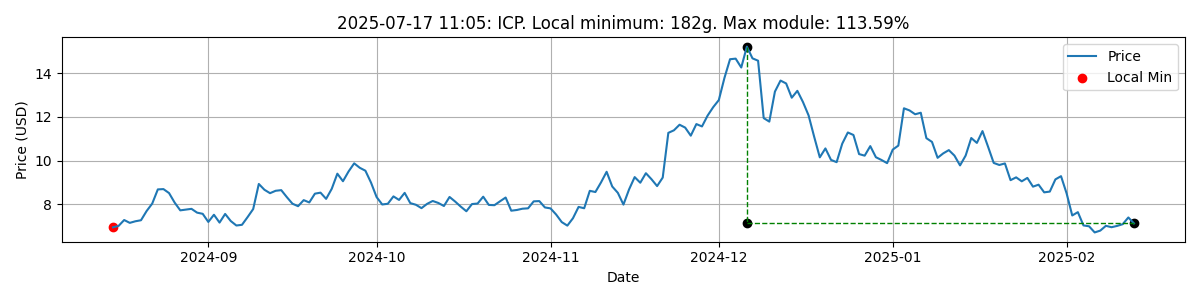 2025-07-17 11:05: ICP. Local minimum: 182g. Max module: 113.59%
Price
Local Min
Price (USD)
14
12
10
8
2024-09
2024-10
2024-11
2024-12
2025-01
2025-02
Date